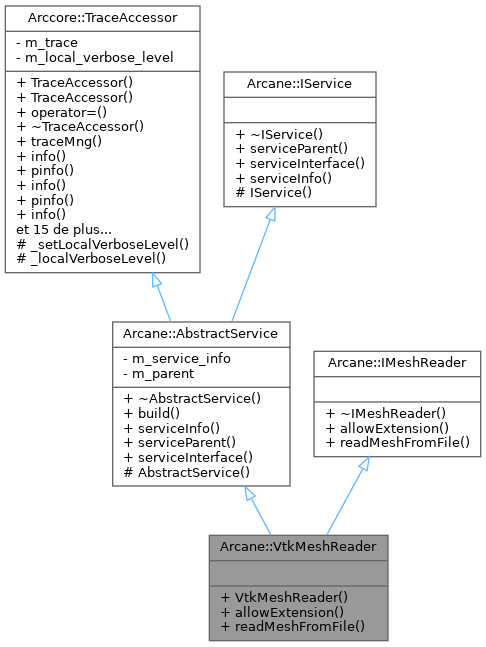 Arccore::TraceAccessor
- m_trace
- m_local_verbose_level
+ TraceAccessor()
+ TraceAccessor()
+ operator=()
+ ~TraceAccessor()
+ traceMng()
+ info()
+ pinfo()
+ info()
+ pinfo()
+ info()
et 15 de plus...
# _setLocalVerboseLevel()
# _localVerboseLevel()
Arcane::IService
+ ~IService()
+ serviceParent()
+ serviceInterface()
+ serviceInfo()
# IService()
Arcane::AbstractService
- m_service_info
- m_parent
+ ~AbstractService()
+ build()
+ serviceInfo()
+ serviceParent()
+ serviceInterface()
# AbstractService()
Arcane::IMeshReader
+ ~IMeshReader()
+ allowExtension()
+ readMeshFromFile()
Arcane::VtkMeshReader
+ VtkMeshReader()
+ allowExtension()
+ readMeshFromFile()